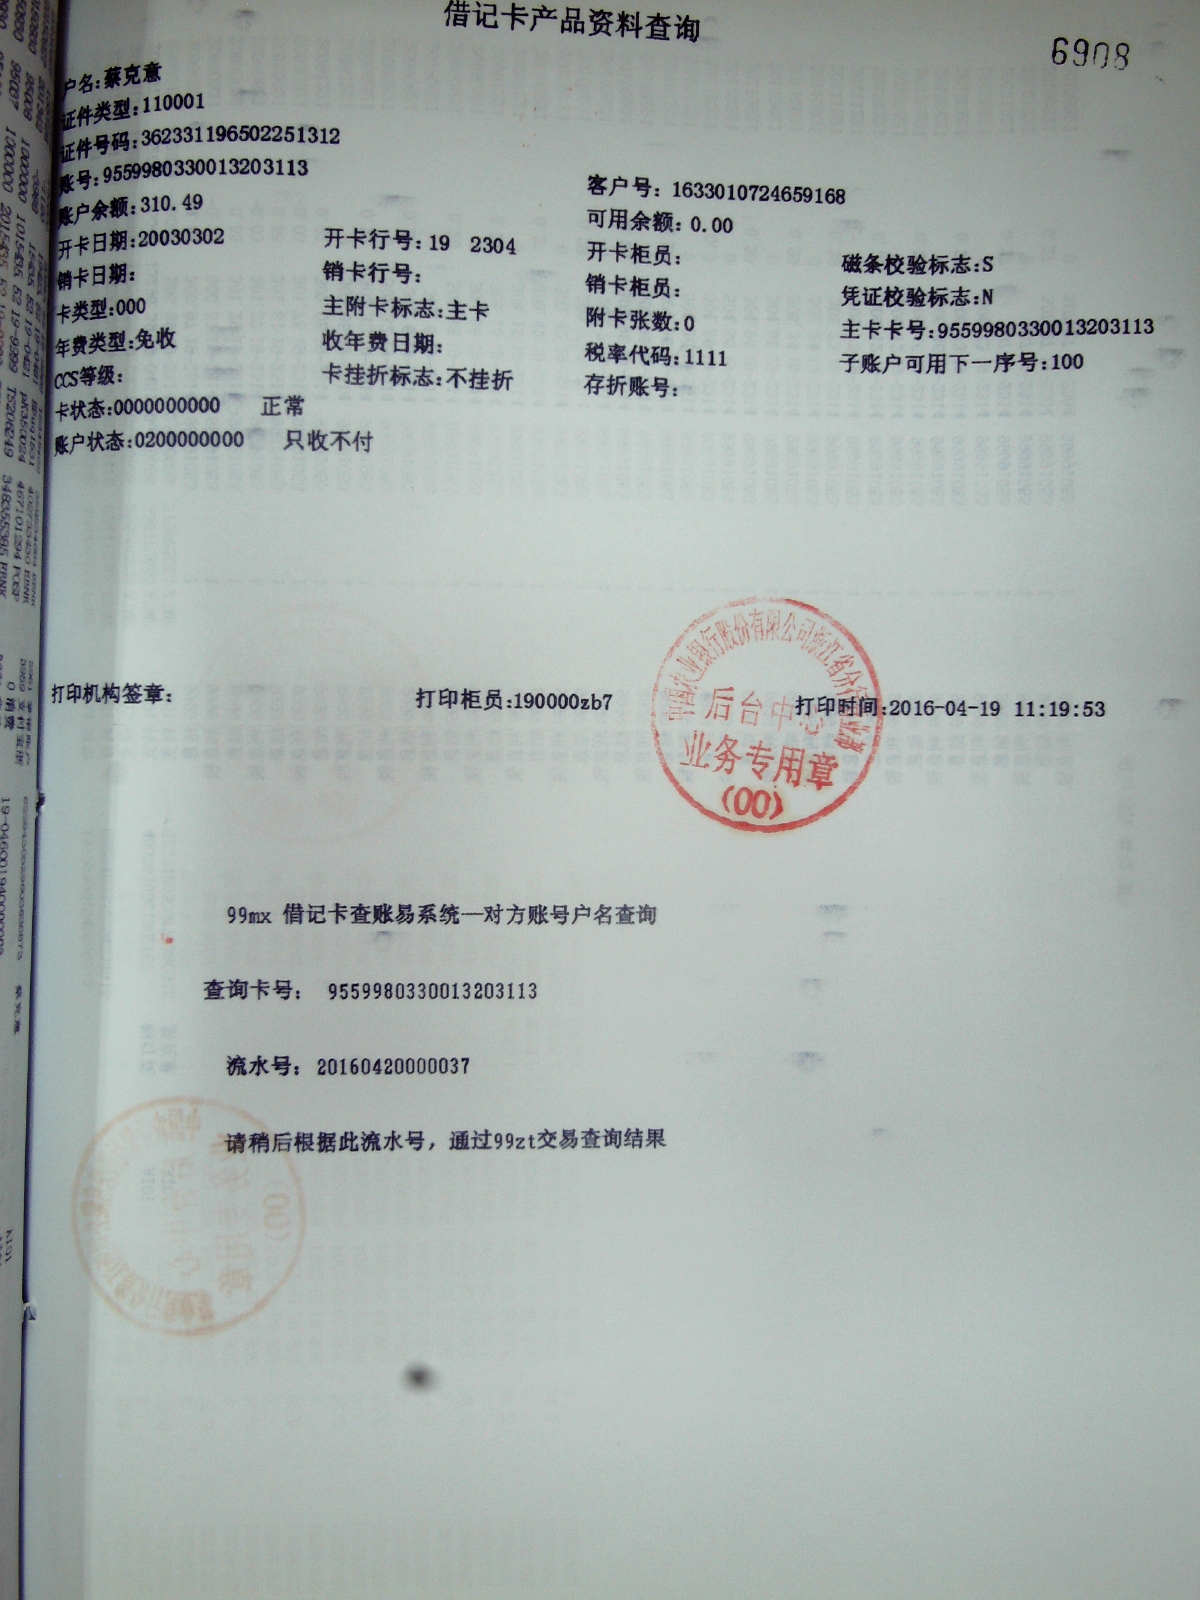 借记卡产品资料查询
6908
户名:蔡克意
证件类型:110001
证件号码:362331196502251312
账号:9559980330013203113 客户号: 1633010724659168
账户余额:310.49 可用余额: 0.00
开卡日期:20030302 开卡行号: 19 2304 开卡柜员: 磁条校验标志:S
销卡日期: 销卡行号: 销卡柜员: 凭证校验标志:N
卡类型:000 主附卡标志:主卡 附卡张数:0 主卡卡号:9559980330013203113
年费类型:免收 收年费日期: 税率代码:1111 子账户可用下一序号:100
CCS等级: 卡挂折标志:不挂折 存折账号:
卡状态:0000000000 正常
账户状态:0200000000 只收不付
打印机构签章: 打印柜员:190000zb7 打印时间:2016-04-19 11:19:53
中国农业银行股份有限公司浙江省分行
后台中心
业务专用章
(00)
99mx 借记卡查账易系统—对方账号户名查询
查询卡号: 9559980330013203113
流水号: 20160420000037
请稍后根据此流水号, 通过99zt交易查询结果